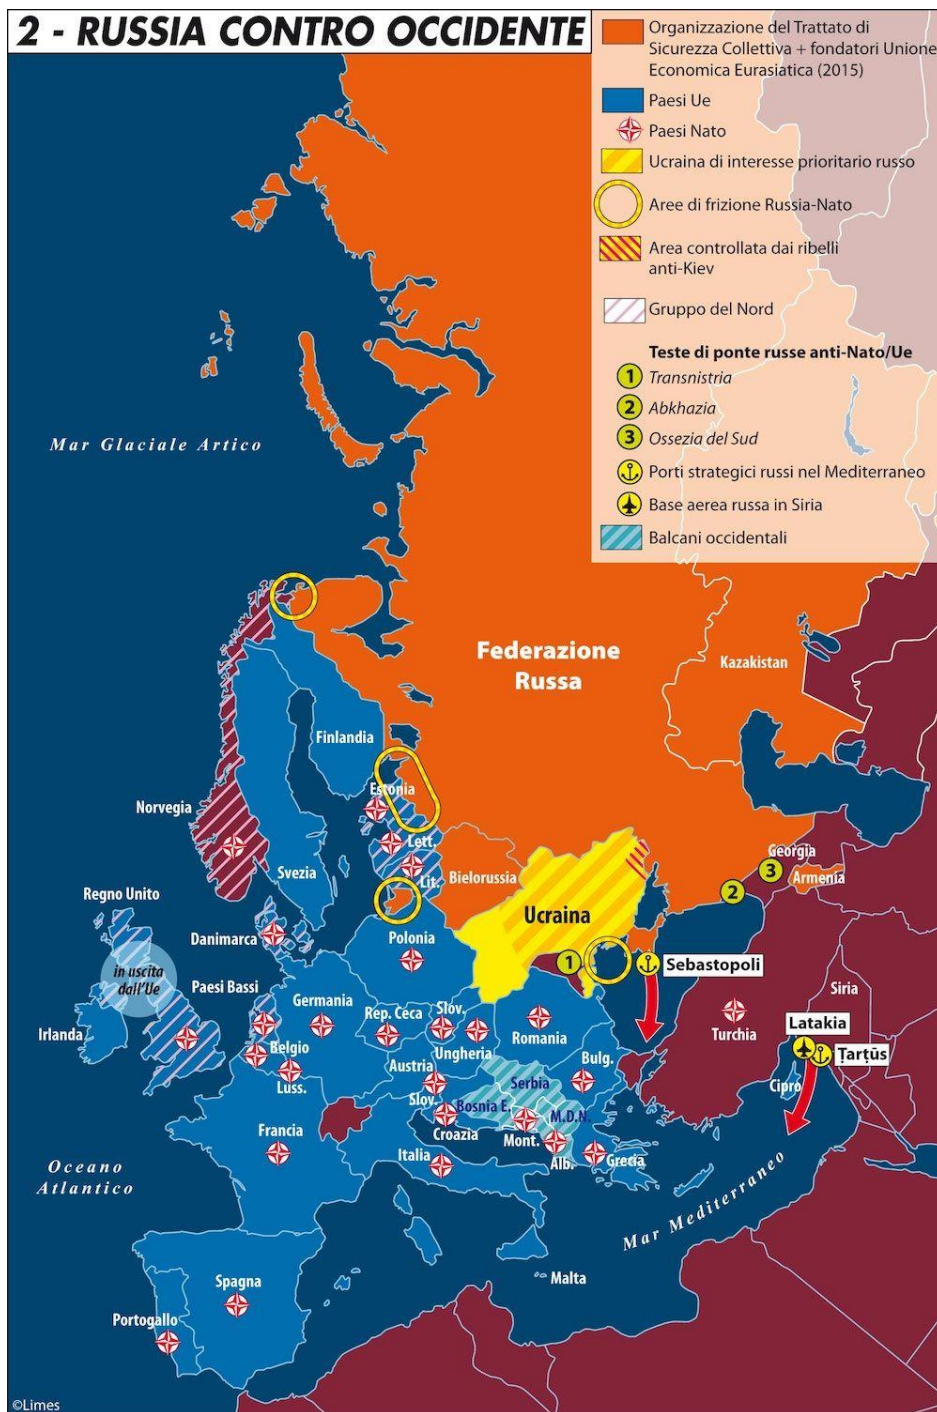 2 - RUSSIA CONTRO OCCIDENTE
Organizzazione del Trattato di
Sicurezza Collettiva + fondatori Unione
Economica Eurasiatica (2015)
Paesi Ue
Paesi Nato
Ucraina di interesse prioritario russo
Aree di frizione Russia-Nato
Area controllata dai ribelli
anti-Kiev
Gruppo del Nord
Teste di ponte russe anti-Nato/Ue
1 Transnistria
2 Abkhazia
3 Ossezia del Sud
Porti strategici russi nel Mediterraneo
Base aerea russa in Siria
Balcani occidentali
Mar Glaciale Artico
Federazione
Russa
Kazakistan
Finlandia
Estonia
Norvegia
Lett.
Georgia
3
Svezia
Lit.
Bielorussia
Armenia
2
Regno Unito
Ucraina
Danimarca
Polonia
1
Sebastopoli
in uscita
dall'Ue
Paesi Bassi
Siria
Germania
Rep. Ceca
Slov.
Latakia
Irlanda
Romania
Turchia
Belgio
Ungheria
Ṭarṭūs
Austria
Bulg.
Luss.
Serbia
Cipro
Slov.
Bosnia E.
M.D.N.
Francia
Croazia
Mont.
Italia
Alb.
Grecia
Oceano
Atlantico
Mar Mediterraneo
Malta
Spagna
Portogallo
©Limes